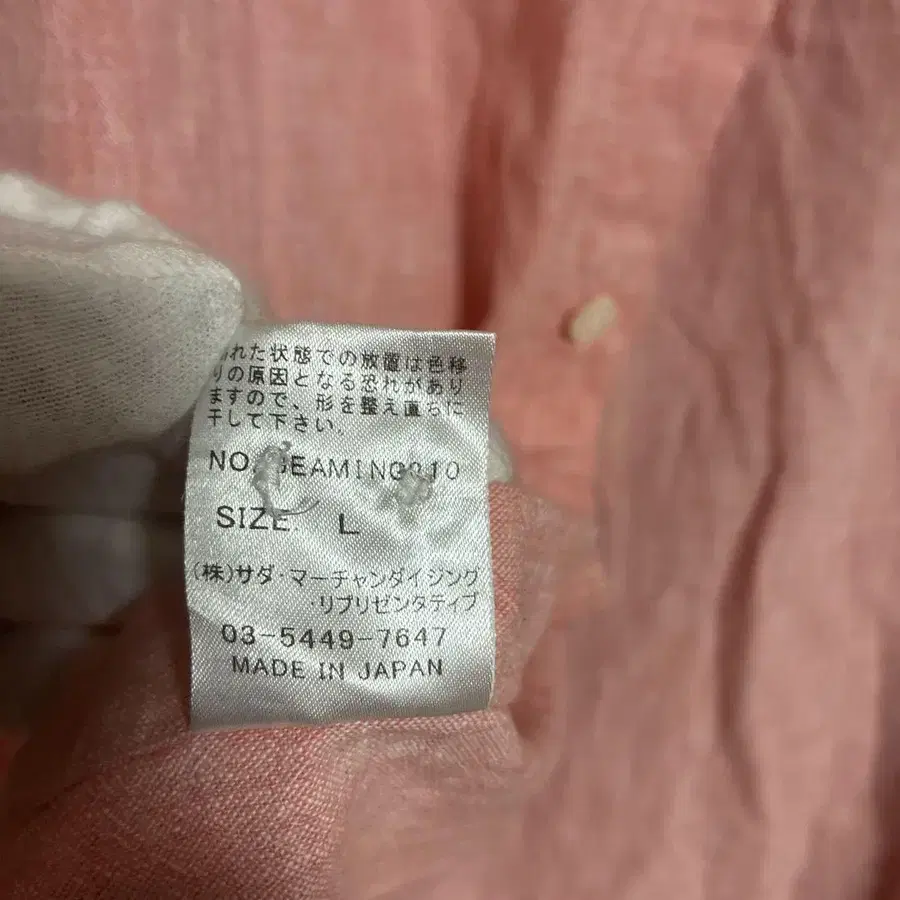 れた状態での放置は色移
りの原因となる恐れがあり
ますので、形を整え直ちに
干して下さい。
NO.
SIZE. L
(株)サダ・マーチャンダイジング
・リプリゼンタティブ
03-5449-7647
MADE IN JAPAN